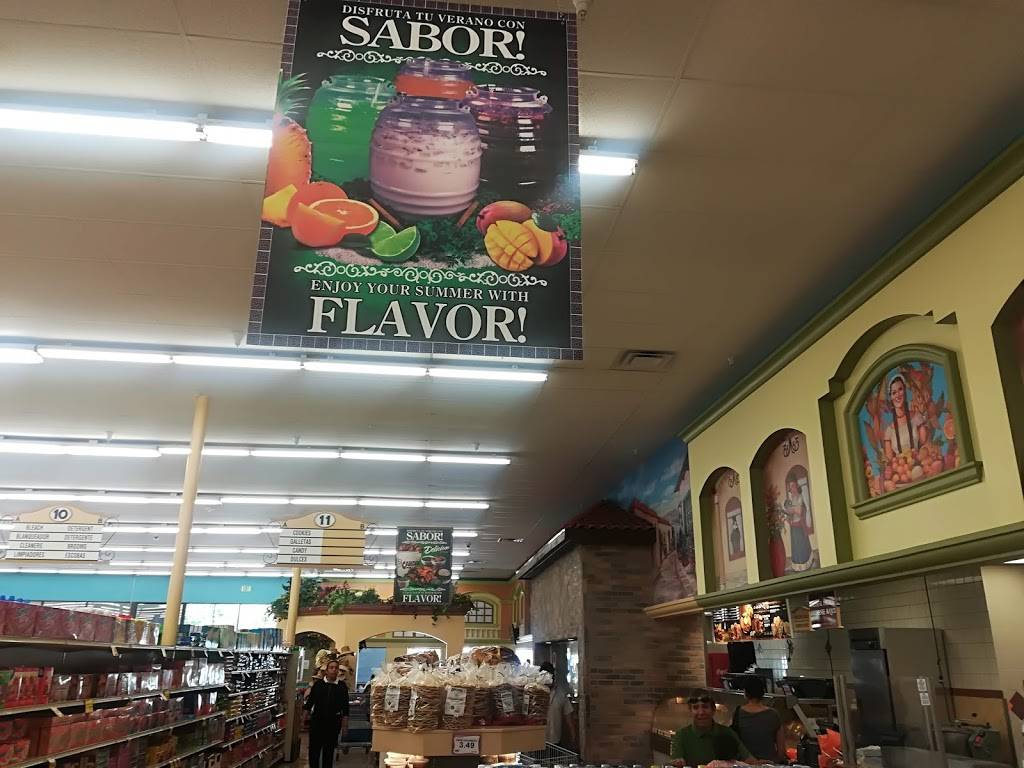 DISFRUTA TU VERANO CON
SABOR!
ENJOY YOUR SUMMER WITH
FLAVOR!
10
BLEACH DETERGENT
BLANQUEADOR DETERGENTE
CLEANERS BROOMS
LIMPIADORES ESCOBAS
11
COOKIES
GALLETAS
CANDY
DULCES
SABOR!
FLAVOR!
3.49